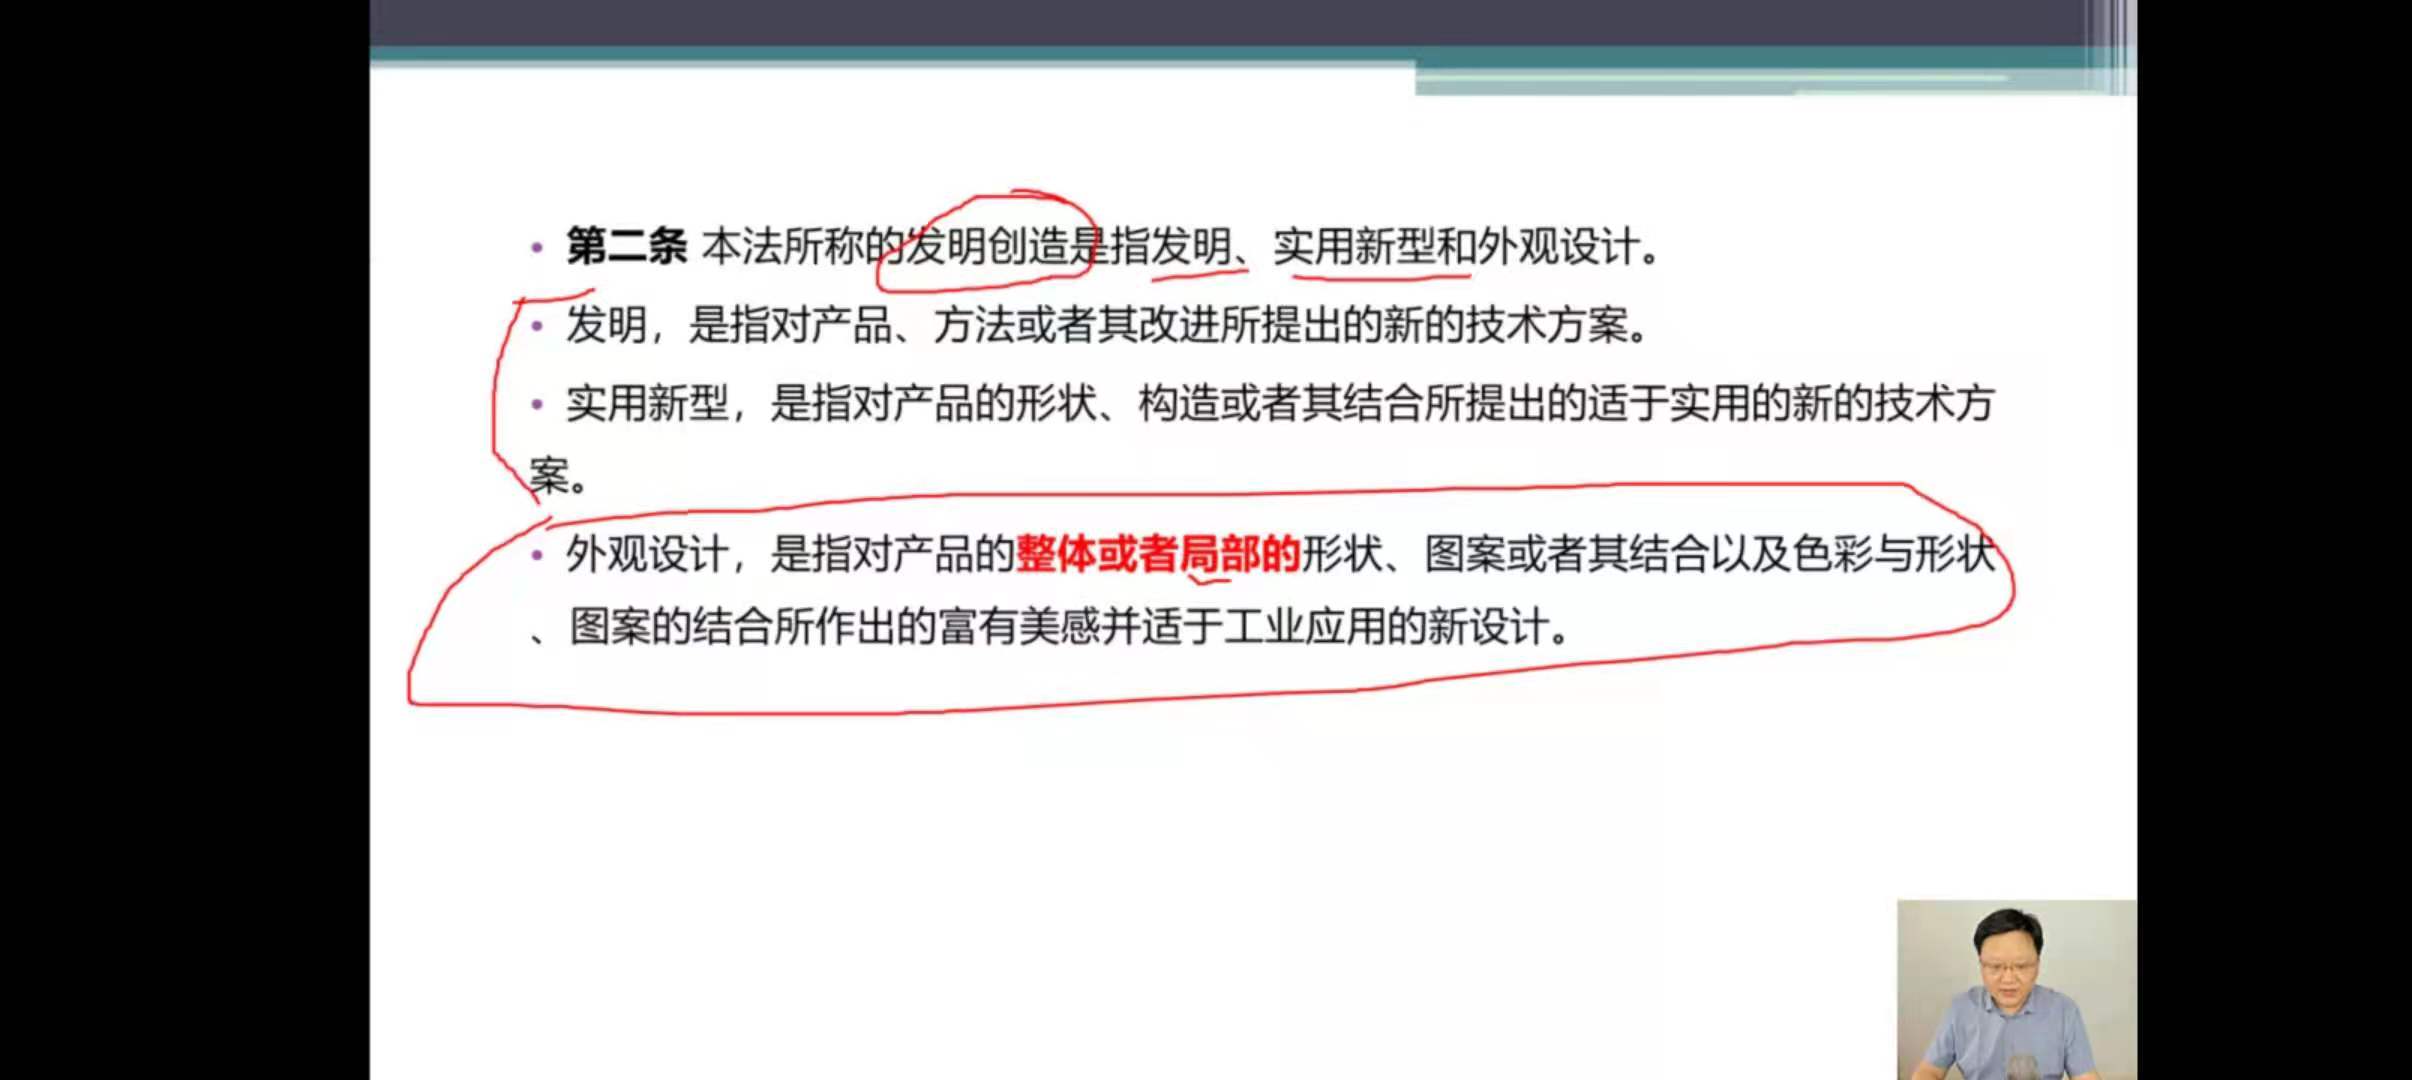 • 第二条 本法所称的发明创造是指发明、实用新型和外观设计。
• 发明，是指对产品、方法或者其改进所提出的新的技术方案。
• 实用新型，是指对产品的形状、构造或者其结合所提出的适于实用的新的技术方
案。
• 外观设计，是指对产品的整体或者局部的形状、图案或者其结合以及色彩与形状
、图案的结合所作出的富有美感并适于工业应用的新设计。